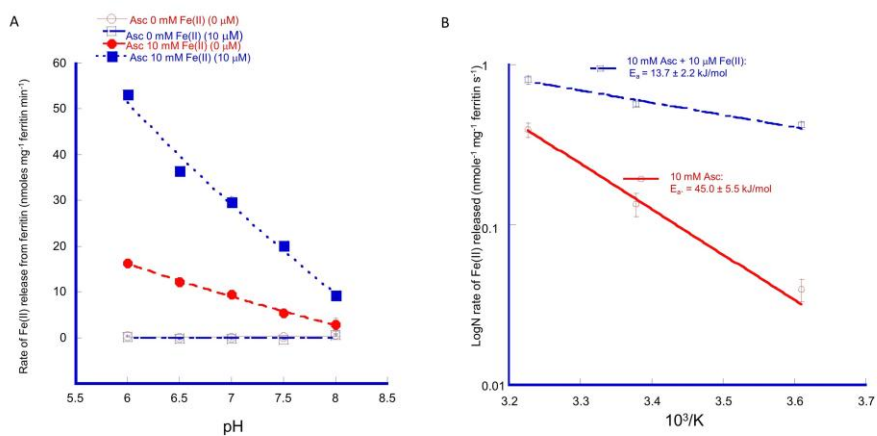 A
Asc 0 mM Fe(II) (0 μM)
Asc 0 mM Fe(II) (10 μM)
Asc 10 mM Fe(II) (0 μM)
Asc 10 mM Fe(II) (10 μM)
Rate of Fe(II) release from ferritin (nmoles mg⁻¹ ferritin min⁻¹)
60
50
40
30
20
10
0
5.5 6 6.5 7 7.5 8 8.5
pH
B
LogN rate of Fe(II) released (nmole⁻¹ mg⁻¹ ferritin s⁻¹)
1
0.1
0.01
10 mM Asc + 10 μM Fe(II):
Eₐ = 13.7 ± 2.2 kJ/mol
10 mM Asc:
Eₐ. = 45.0 ± 5.5 kJ/mol
3.2 3.3 3.4 3.5 3.6 3.7
10³/K